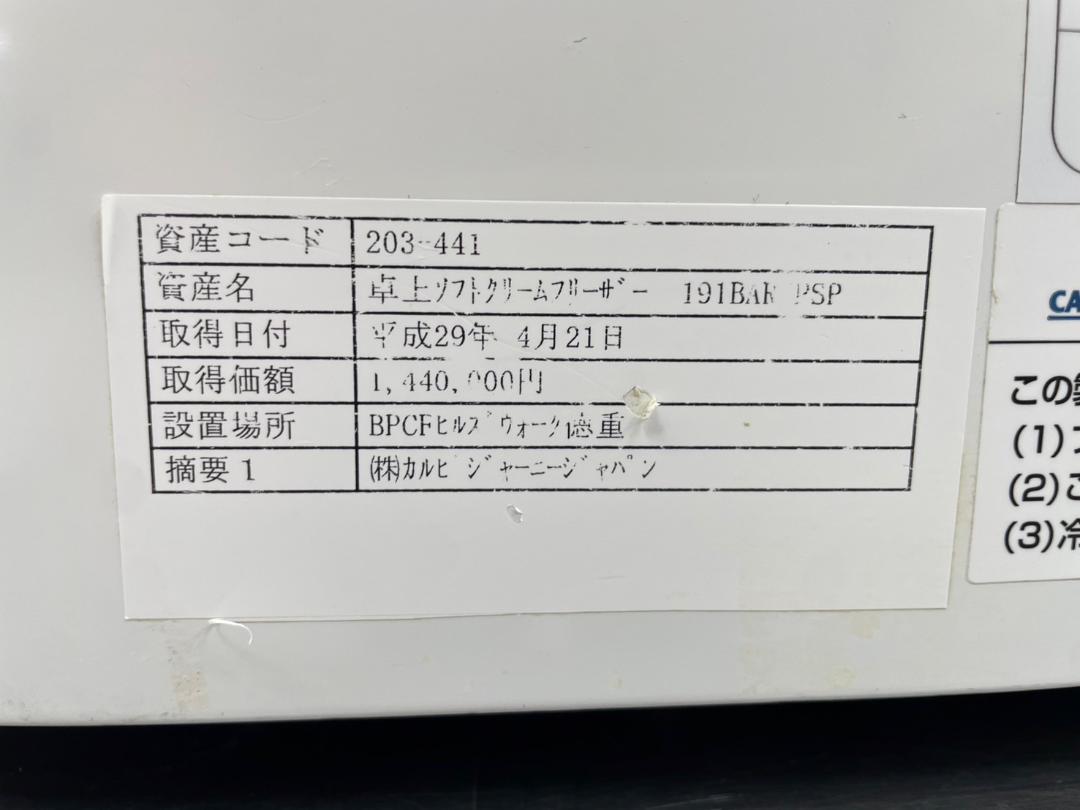 資産コード 203-441
資産名 卓上ソフトクリームフリーザー 191BAR PSP
取得日付 平成29年 4月21日
取得価額 1,440,000円
設置場所 BPCFヒルズウォーク徳重
摘要1 ㈱カルビジャーニージャパン
CA
この
(1)
(2)こ
(3)冷